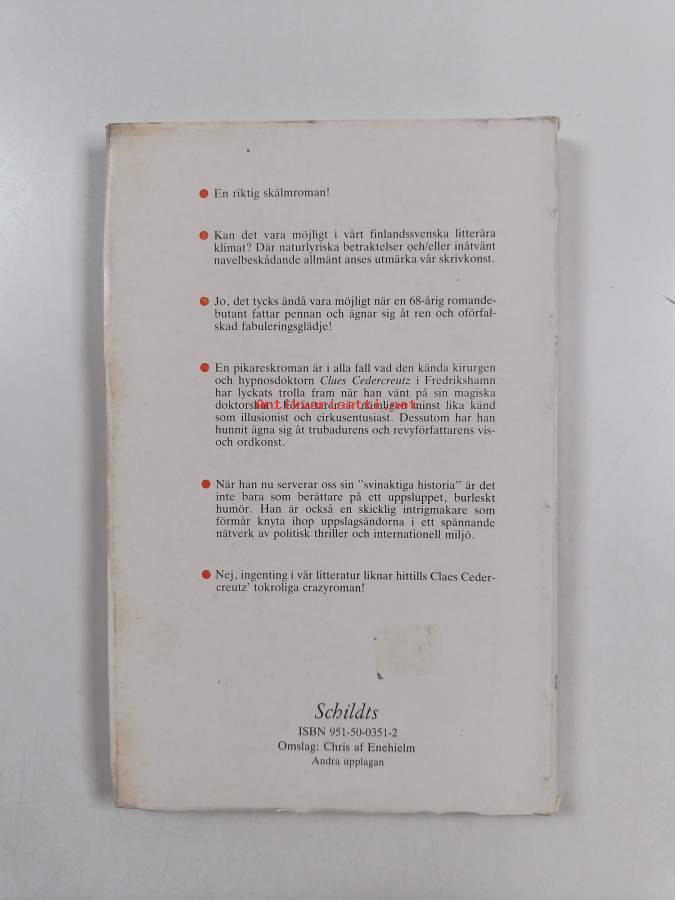 En riktig skälmroman!
Kan det vara möjligt i vårt finlandssvenska litterära
klimat? Där naturlyriska betraktelser och/eller inåtvänt
navelbeskådande allmänt anses utmärka vår skrivkonst.
Jo, det tycks ändå vara möjligt när en 68-årig romande-
butant fattar pennan och ägnar sig åt ren och oförfal-
skad fabuleringsglädje!
En pikareskroman är i alla fall vad den kända kirurgen
och hypnosdoktorn Claes Cedercreutz i Fredrikshamn
har lyckats trolla fram när han vänt på sin magiska
Antikvaari.net
är nämligen minst lika känd
som illusionist och cirkusentusiast. Dessutom har han
hunnit ägna sig åt trubadurens och revyförfattarens vis-
och ordkonst.
När han nu serverar oss sin "svinaktiga historia" är det
inte bara som berättare på ett uppsluppet, burleskt
humör. Han är också en skicklig intrigmakare som
förmår knyta ihop uppslagsändorna i ett spännande
nätverk av politisk thriller och internationell miljö.
Nej, ingenting i vår litteratur liknar hittills Claes Ceder-
creutz' tokroliga crazyroman!
Schildts
ISBN 951-50-0351-2
Omslag: Chris af Enehielm
Andra upplagan